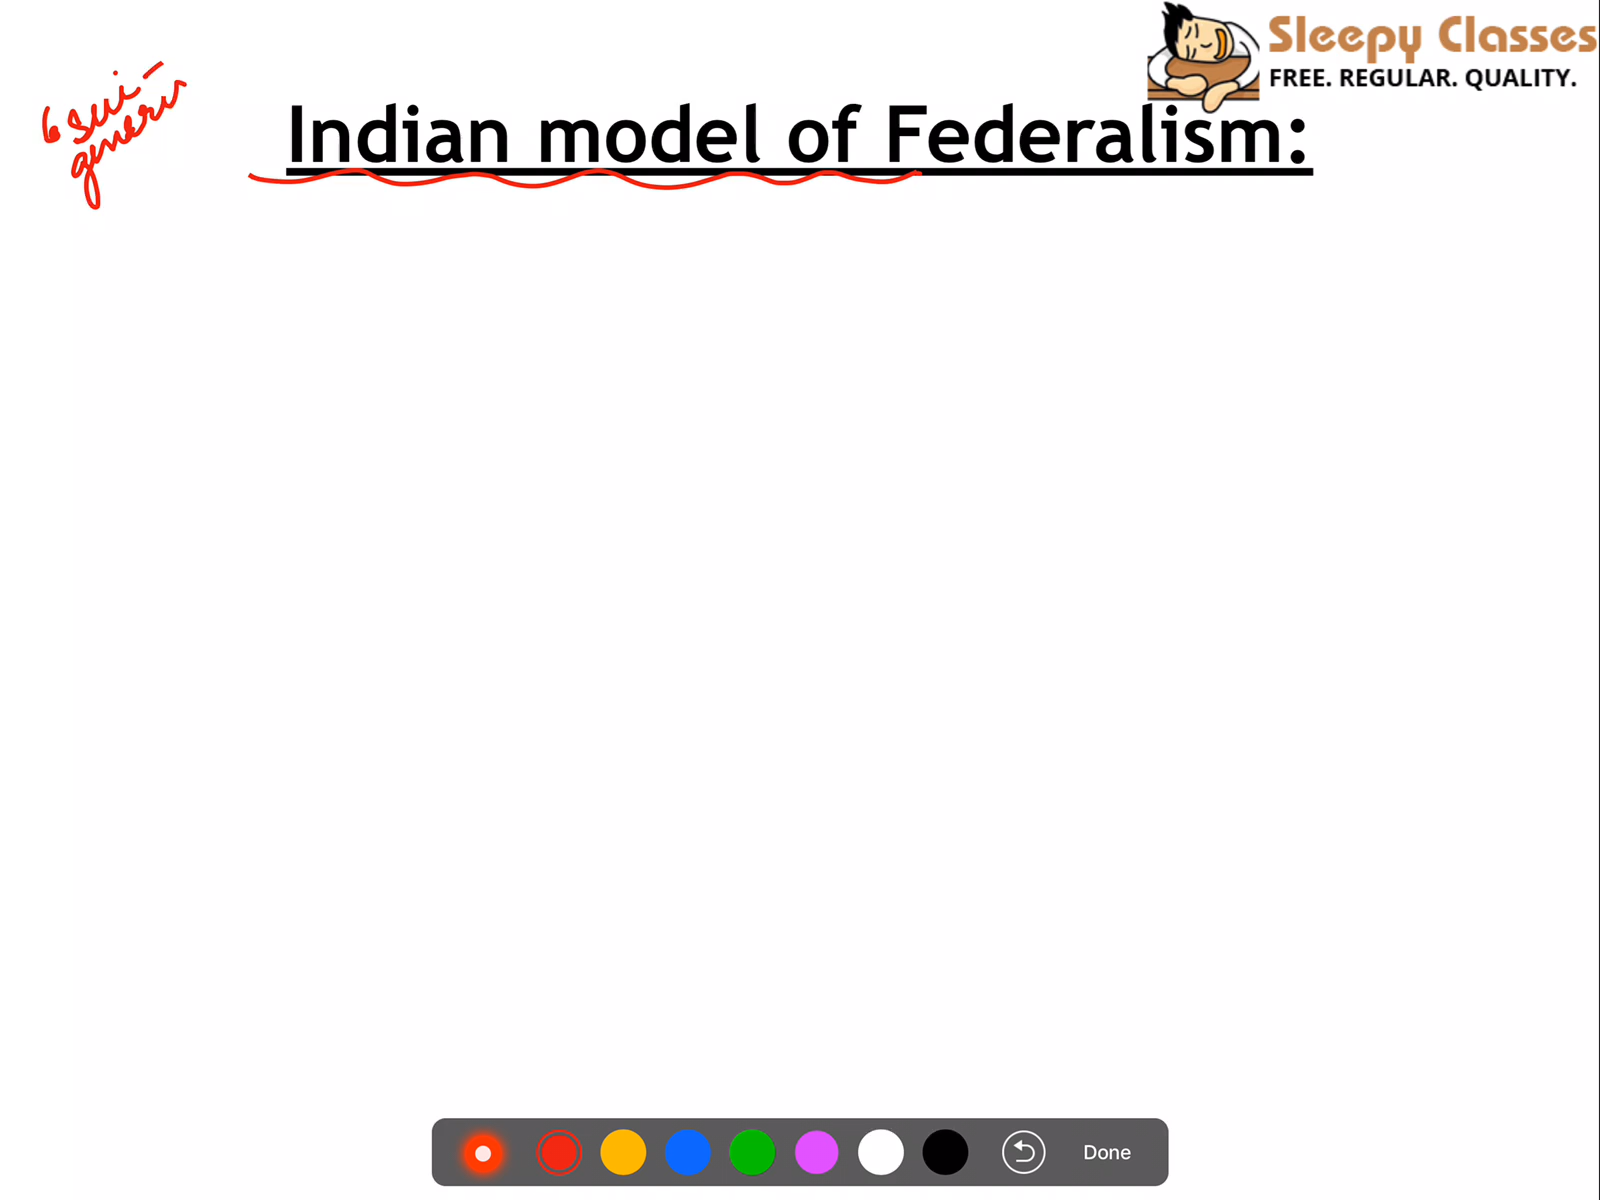 Sleepy Classes
FREE. REGULAR. QUALITY.
sui-
generis
Indian model of Federalism:
Done